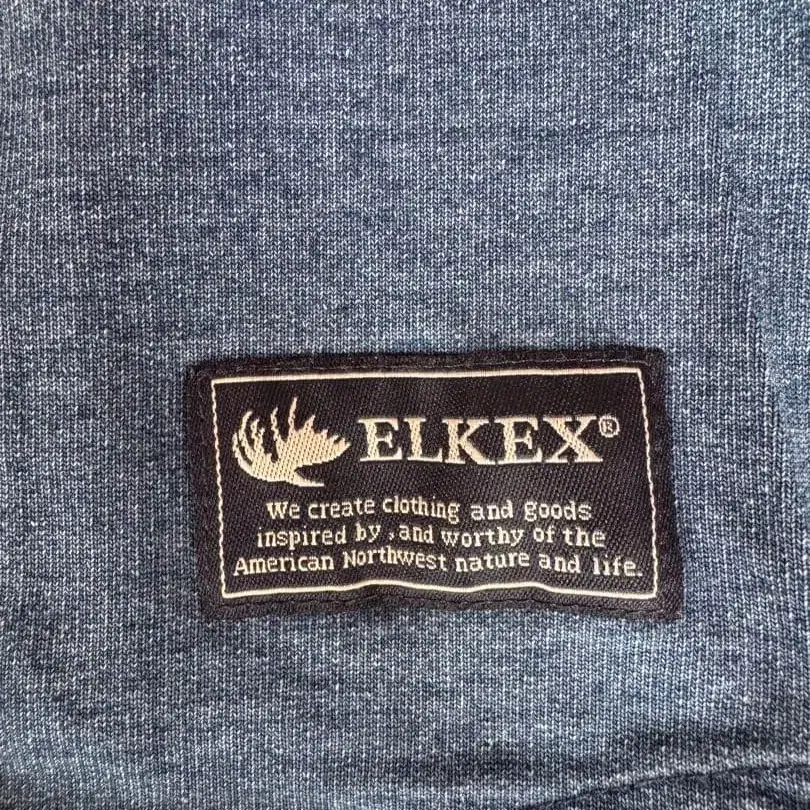 ELKEX®
We create clothing and goods
inspired by , and worthy of the
American Northwest nature and life.